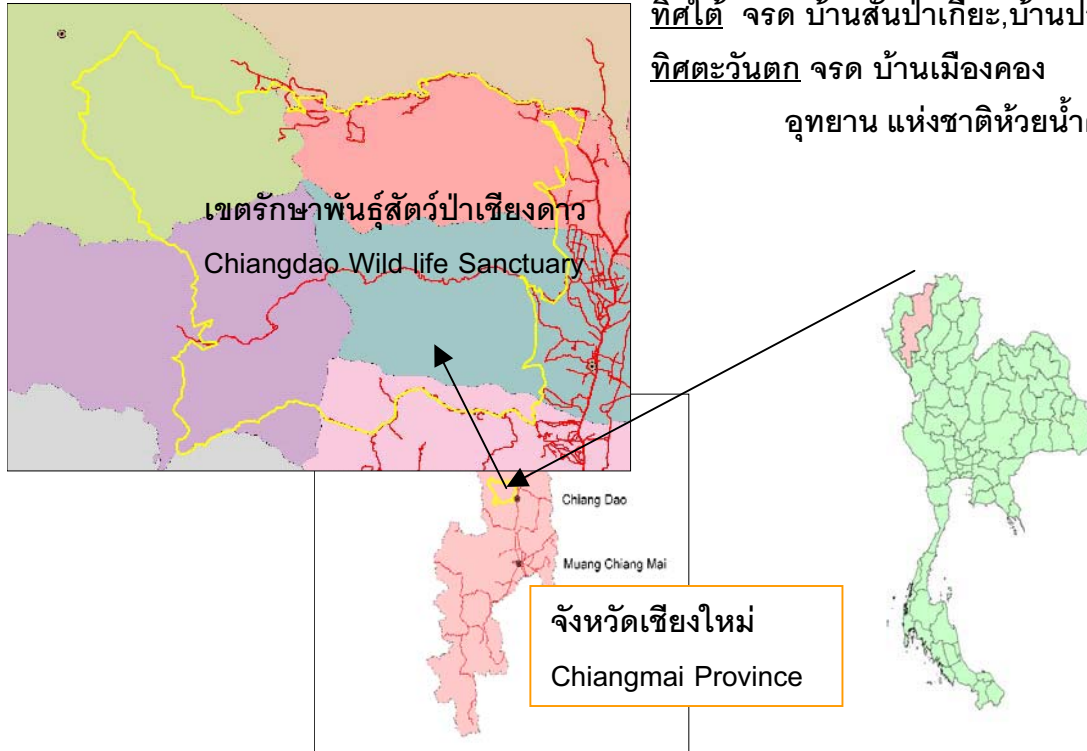 ทิศใต้ จรด บ้านสันป่าเกี๊ยะ,
ทิศตะวันตก จรด บ้านเมืองคอง
อุทยาน แห่งชาติห้วยน้ำ
เขตรักษาพันธุ์สัตว์ป่าเชียงดาว
Chiangdao Wild life Sanctuary
Chiang Dao
Muang Chiang Mai
จังหวัดเชียงใหม่
Chiangmai Province